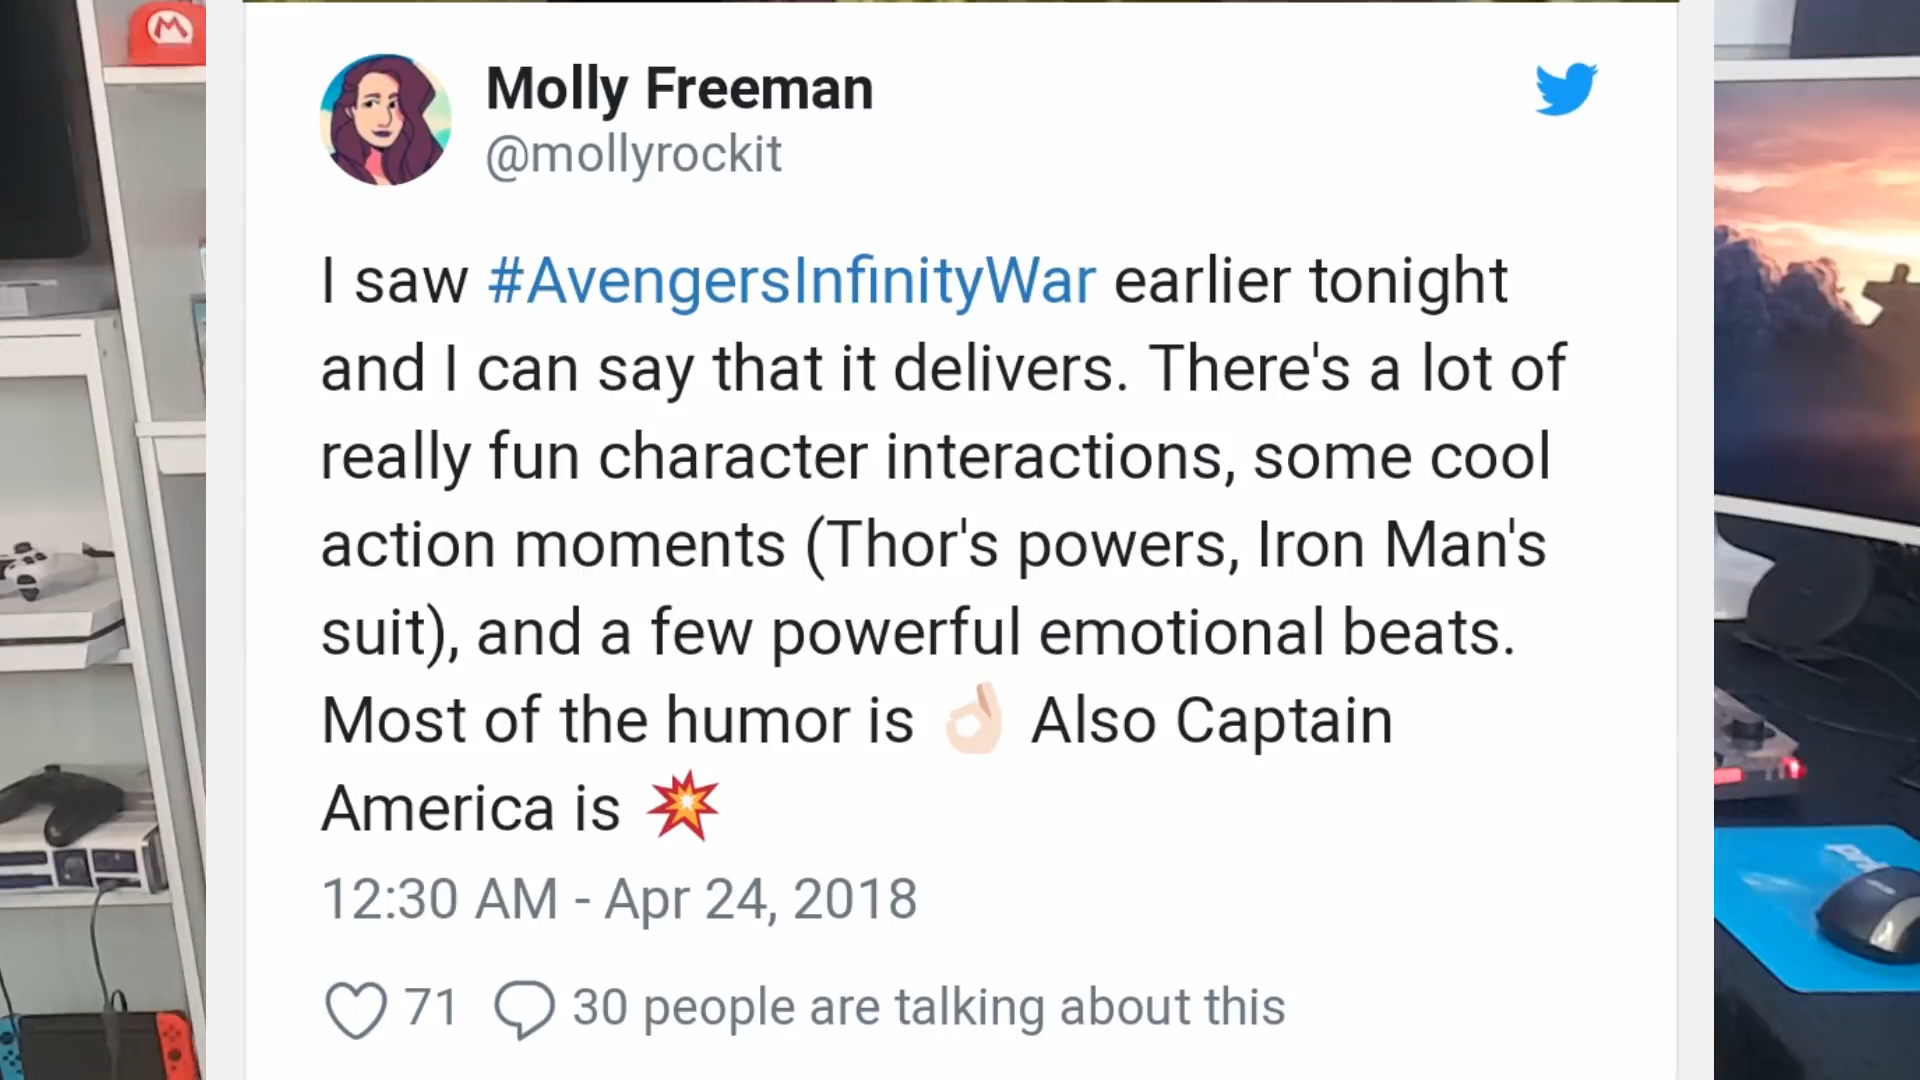 Molly Freeman
@mollyrockit
I saw #AvengersInfinityWar earlier tonight
and I can say that it delivers. There's a lot of
really fun character interactions, some cool
action moments (Thor's powers, Iron Man's
suit), and a few powerful emotional beats.
Most of the humor is 👌🏻 Also Captain
America is 💥
12:30 AM - Apr 24, 2018
71 30 people are talking about this
M